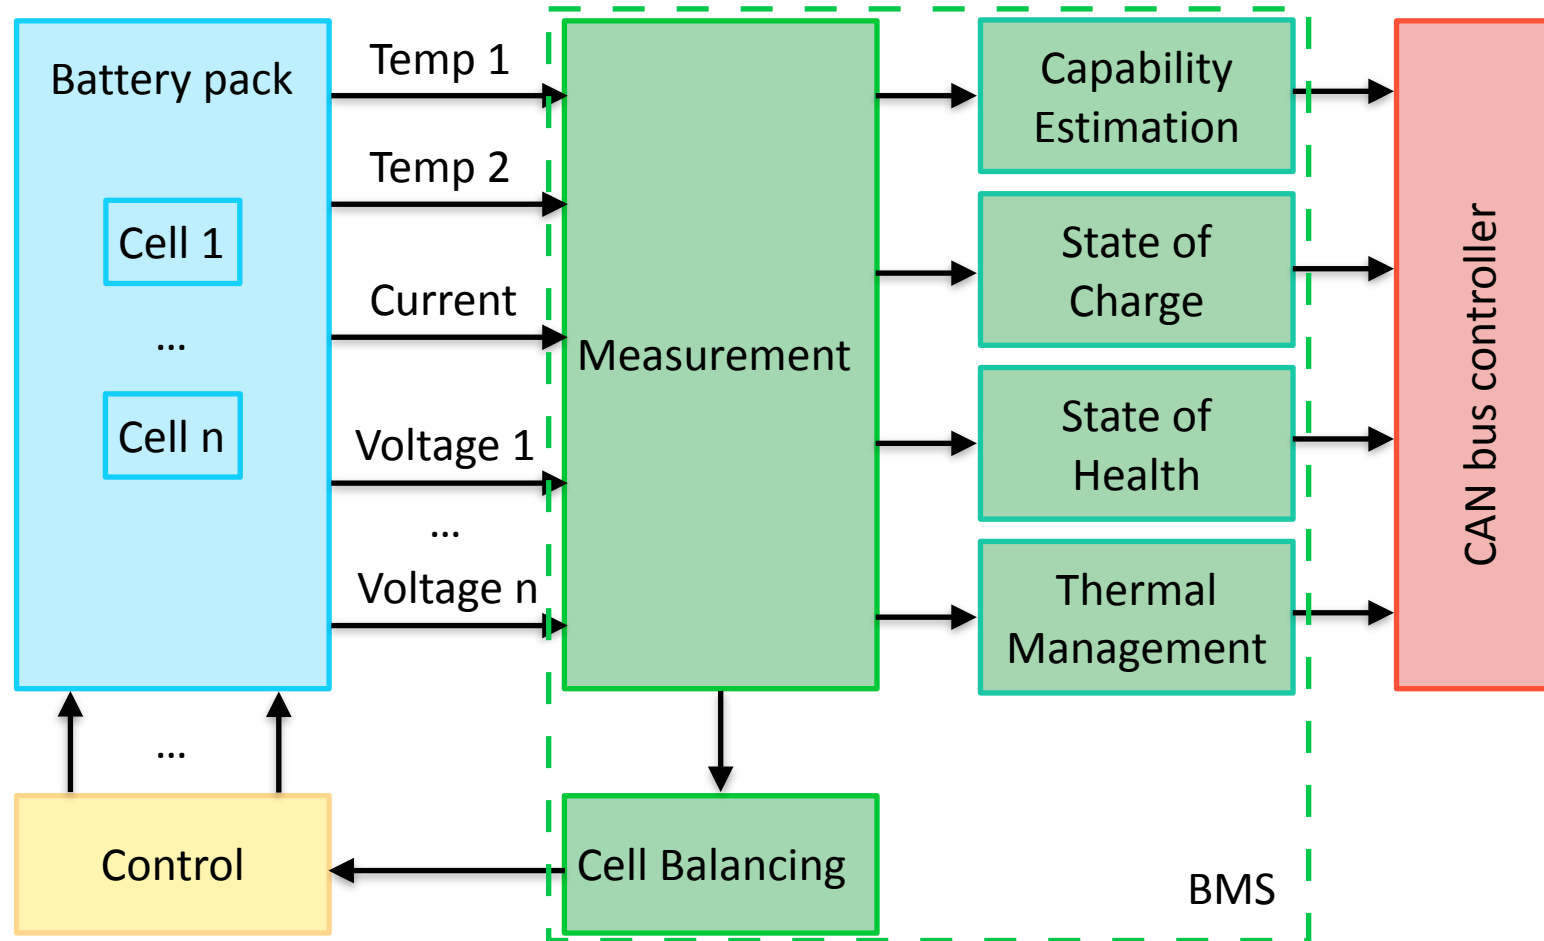 Battery pack
Cell 1
...
Cell n
Temp 1
Temp 2
Current
Voltage 1
...
Voltage n
Measurement
Capability
Estimation
State of
Charge
State of
Health
Thermal
Management
CAN bus controller
...
Control
Cell Balancing
BMS